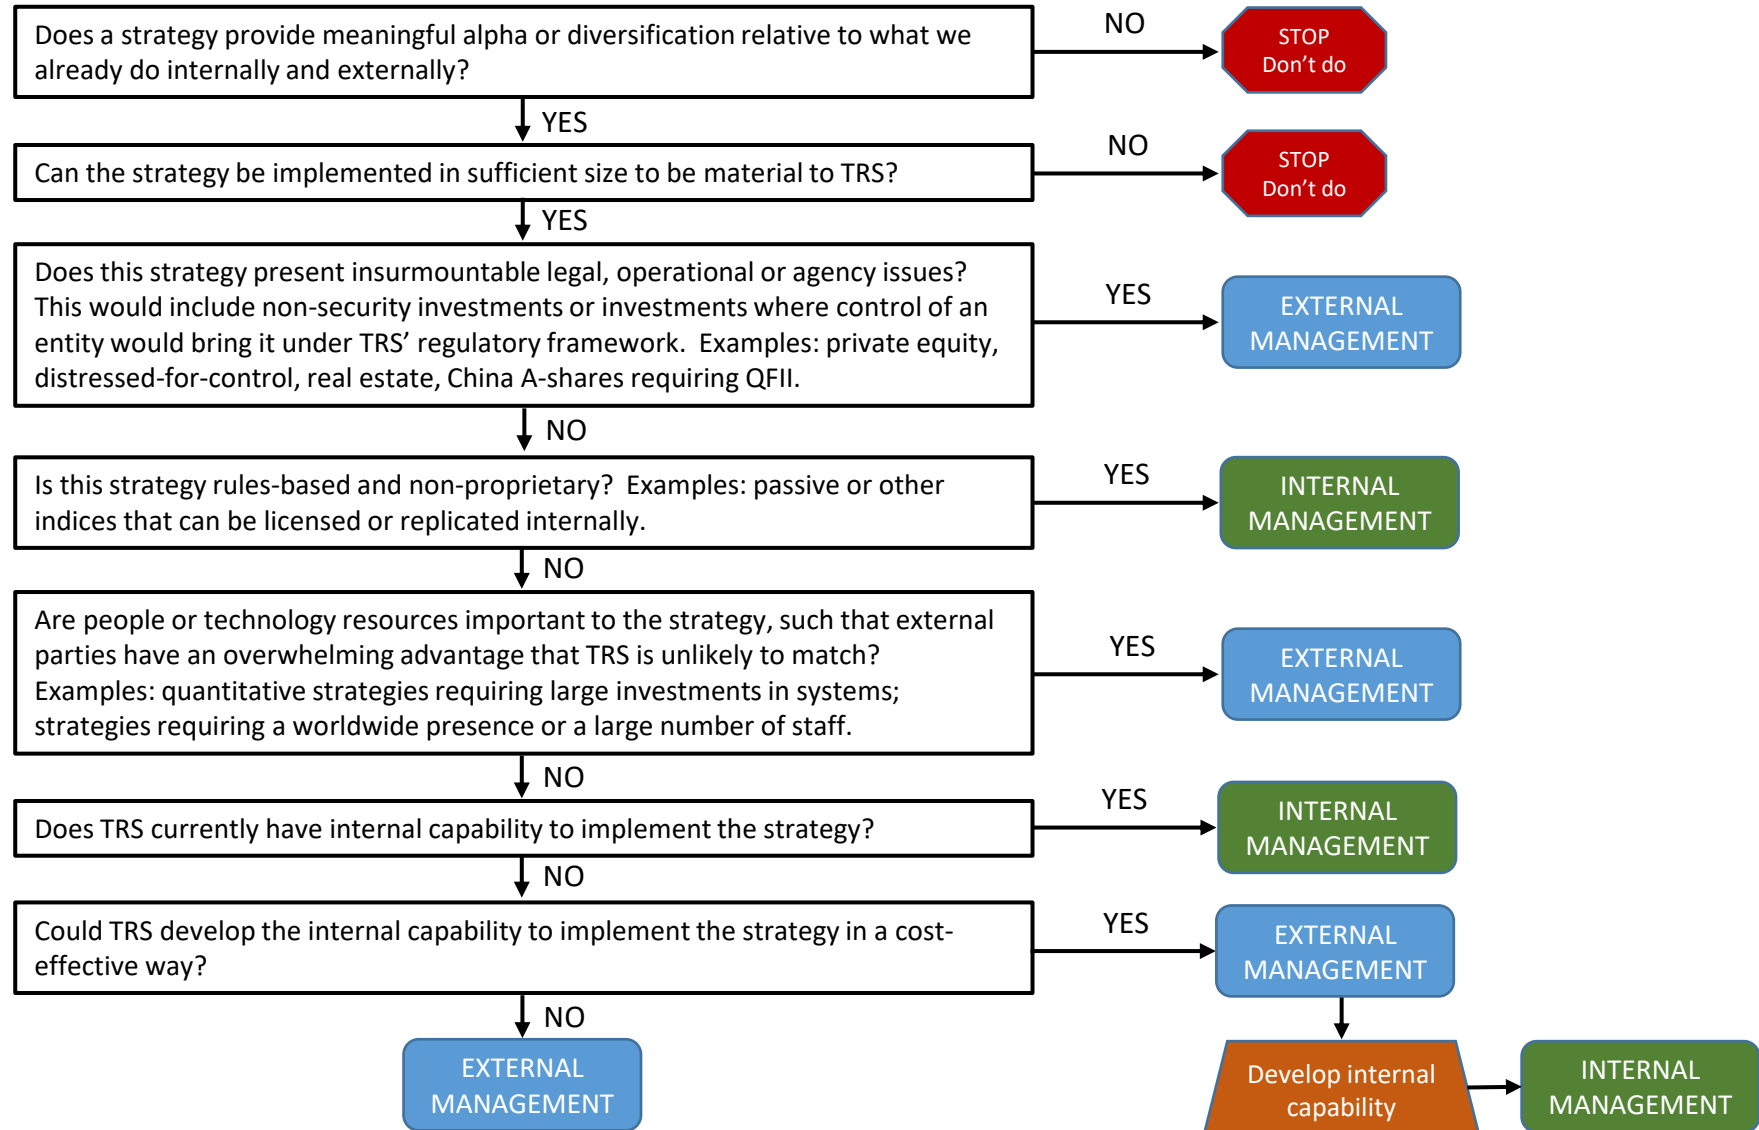 Does a strategy provide meaningful alpha or diversification relative to what we
already do internally and externally?
NO
STOP
Don't do
YES
Can the strategy be implemented in sufficient size to be material to TRS?
NO
STOP
Don't do
YES
Does this strategy present insurmountable legal, operational or agency issues?
This would include non-security investments or investments where control of an
entity would bring it under TRS' regulatory framework.  Examples: private equity,
distressed-for-control, real estate, China A-shares requiring QFII.
YES
EXTERNAL
MANAGEMENT
NO
Is this strategy rules-based and non-proprietary?  Examples: passive or other
indices that can be licensed or replicated internally.
YES
INTERNAL
MANAGEMENT
NO
Are people or technology resources important to the strategy, such that external
parties have an overwhelming advantage that TRS is unlikely to match?
Examples: quantitative strategies requiring large investments in systems;
strategies requiring a worldwide presence or a large number of staff.
YES
EXTERNAL
MANAGEMENT
NO
Does TRS currently have internal capability to implement the strategy?
YES
INTERNAL
MANAGEMENT
NO
Could TRS develop the internal capability to implement the strategy in a cost-
effective way?
YES
EXTERNAL
MANAGEMENT
NO
EXTERNAL
MANAGEMENT
Develop internal
capability
INTERNAL
MANAGEMENT